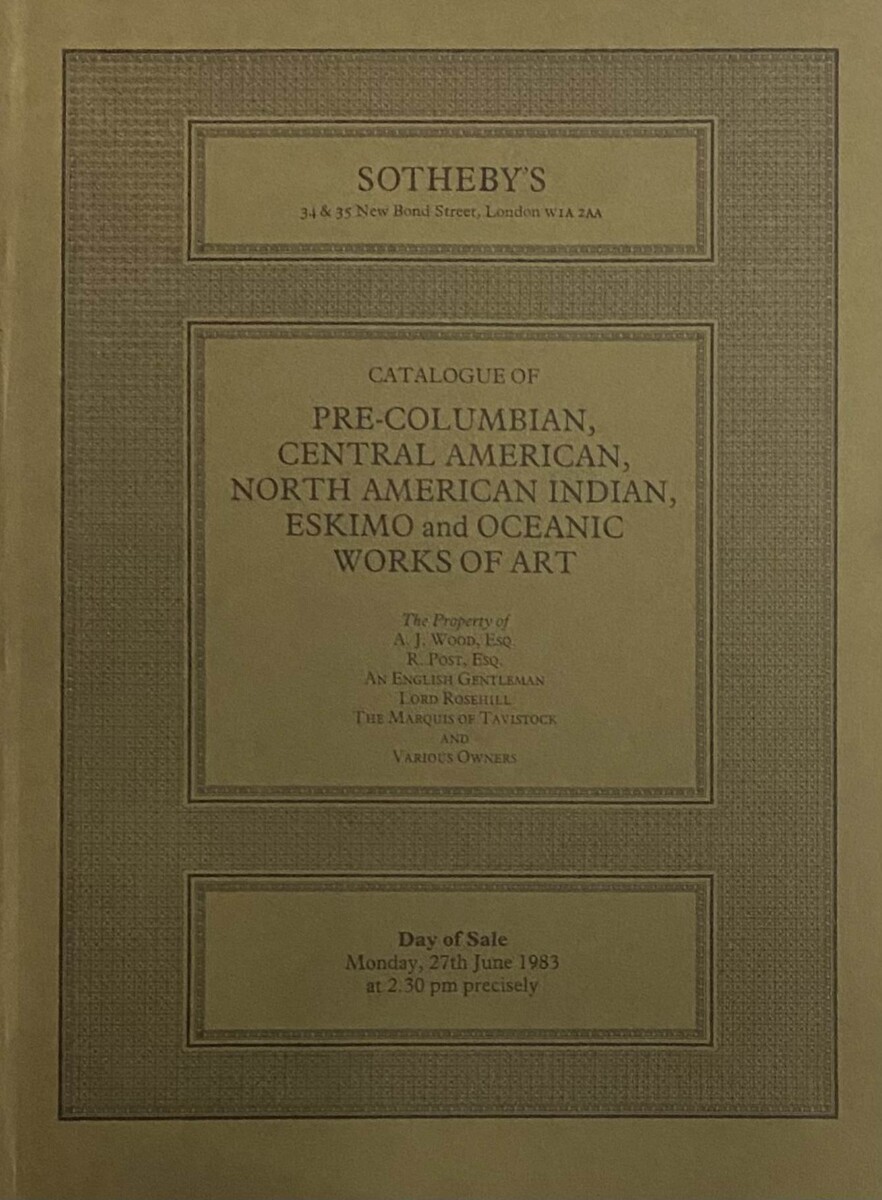 SOTHEBY'S
34 & 35 New Bond Street, London W1A 2AA
CATALOGUE OF
PRE-COLUMBIAN,
CENTRAL AMERICAN,
NORTH AMERICAN INDIAN,
ESKIMO and OCEANIC
WORKS OF ART
The Property of
A. J. WOOD, ESQ.
R. POST, ESQ.
AN ENGLISH GENTLEMAN
LORD ROSEHILL
THE MARQUIS OF TAVISTOCK
AND
VARIOUS OWNERS
Day of Sale
Monday, 27th June 1983
at 2.30 pm precisely